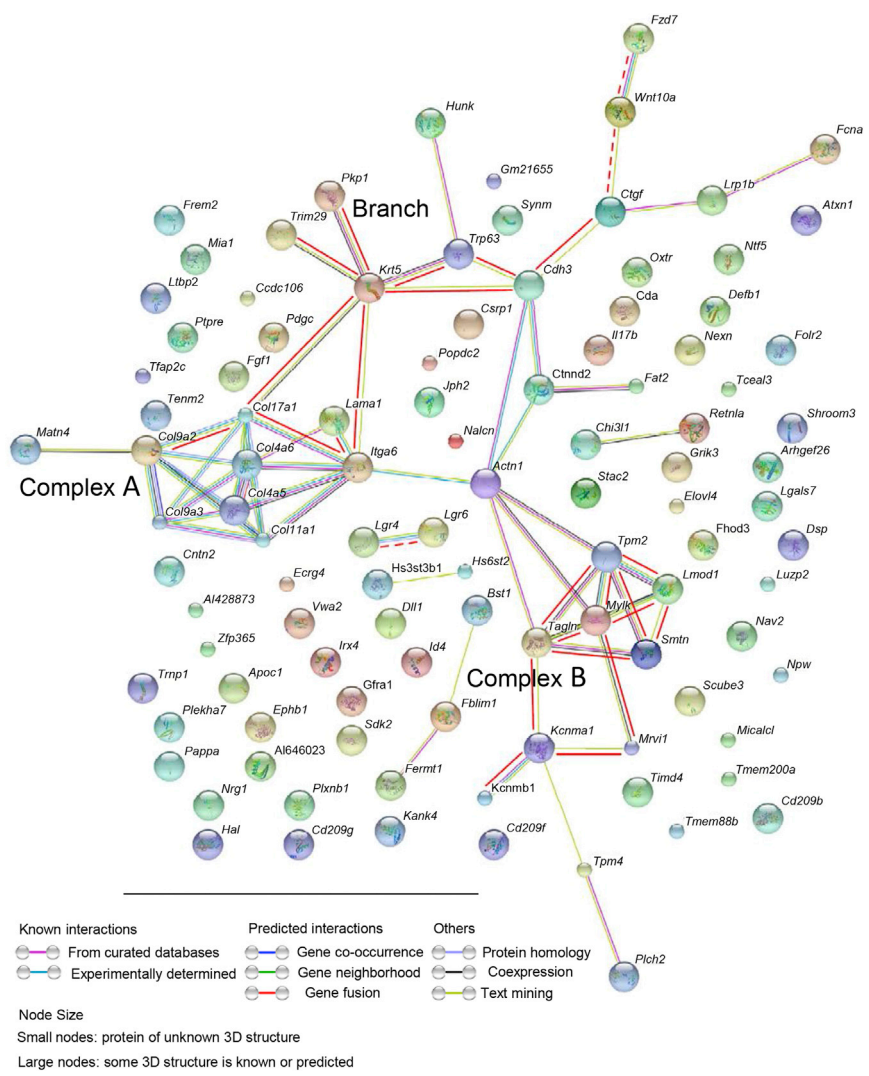 Fzd7
Wnt10a
Hunk
Fcna
Gm21655
Pkp1
Lrp1b
Ctgf
Branch
Frem2
Synm
Atxn1
Trim29
Trp63
Mia1
Ntf5
Oxtr
Krt5
Cdh3
Ltbp2
Ccdc106
Cda
Defb1
Csrp1
Ptpre
Pdgc
Il17b
Nexn
Folr2
Popdc2
Fgf1
Tfap2c
Ctnnd2
Fat2
Tceal3
Jph2
Tenm2
Lama1
Col17a1
Retnla
Shroom3
Matn4
Nalcn
Chi3l1
Col9a2
Col4a6
Itga6
Grik3
Arhgef26
Actn1
Complex A
Stac2
Col4a5
Elovl4
Lgals7
Col9a3
Lgr6
Col11a1
Lgr4
Fhod3
Dsp
Tpm2
Cntn2
Hs6st2
Hs3st3b1
Lmod1
Luzp2
Ecrg4
Bst1
AI428873
Mylk
Vwa2
Dll1
Tagln
Nav2
Smtn
Zfp365
Irx4
Id4
Complex B
Npw
Trnp1
Apoc1
Gfra1
Scube3
Fblim1
Plekha7
Ephb1
Sdk2
Kcnma1
Mrvi1
Micalcl
Pappa
AI646023
Fermt1
Tmem200a
Kcnmb1
Timd4
Nrg1
Plxnb1
Cd209b
Kank4
Tmem88b
Hal
Cd209g
Cd209f
Tpm4
Plch2
Known interactions
Predicted interactions
Others
From curated databases
Gene co-occurrence
Protein homology
Experimentally determined
Gene neighborhood
Coexpression
Gene fusion
Text mining
Node Size
Small nodes: protein of unknown 3D structure
Large nodes: some 3D structure is known or predicted